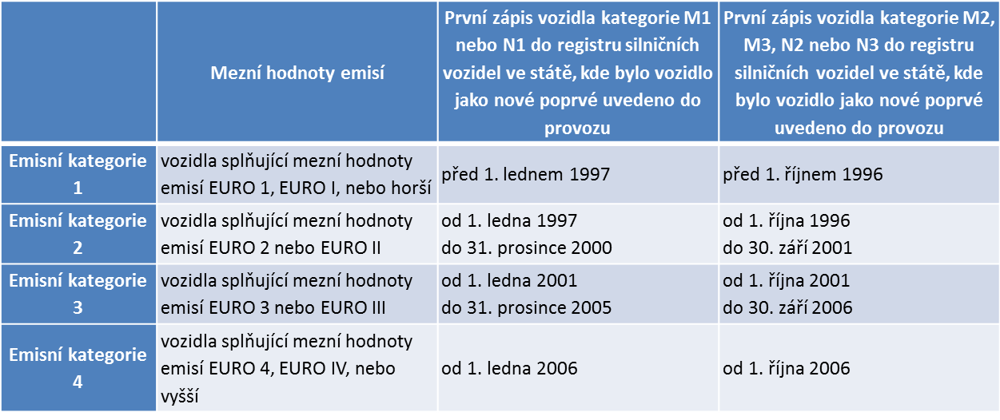 Mezní hodnoty emisí
První zápis vozidla kategorie M1
nebo N1 do registru silničních
vozidel ve státě, kde bylo vozidlo
jako nové poprvé uvedeno do
provozu
První zápis vozidla kategorie M2,
M3, N2 nebo N3 do registru
silničních vozidel ve státě, kde
bylo vozidlo jako nové poprvé
uvedeno do provozu
Emisní kategorie
1
vozidla splňující mezní hodnoty
emisí EURO 1, EURO I, nebo horší
před 1. lednem 1997
před 1. říjnem 1996
Emisní kategorie
2
vozidla splňující mezní hodnoty
emisí EURO 2 nebo EURO II
od 1. ledna 1997
do 31. prosince 2000
od 1. října 1996
do 30. září 2001
Emisní kategorie
3
vozidla splňující mezní hodnoty
emisí EURO 3 nebo EURO III
od 1. ledna 2001
do 31. prosince 2005
od 1. října 2001
do 30. září 2006
Emisní kategorie
4
vozidla splňující mezní hodnoty
emisí EURO 4, EURO IV, nebo
vyšší
od 1. ledna 2006
od 1. října 2006